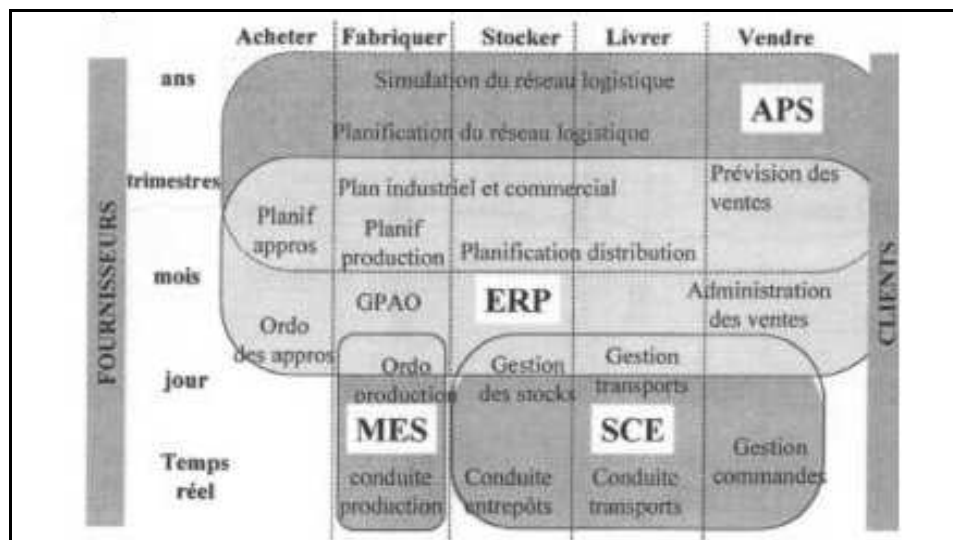 Acheter Fabriquer Stocker Livrer Vendre
ans
Simulation du réseau logistique
APS
Planification du réseau logistique
trimestres
Plan industriel et commercial
Prévision des
ventes
Planif
appros
Planif
production
Planification distribution
mois
GPAO
ERP
Administration
des ventes
Ordo
des appros
jour
Ordo
production
Gestion
des stocks
Gestion
transports
MES
SCE
Temps
réel
conduite
production
Conduite
entrepôts
Conduite
transports
Gestion
commandes
FOURNISSEURS
CLIENTS